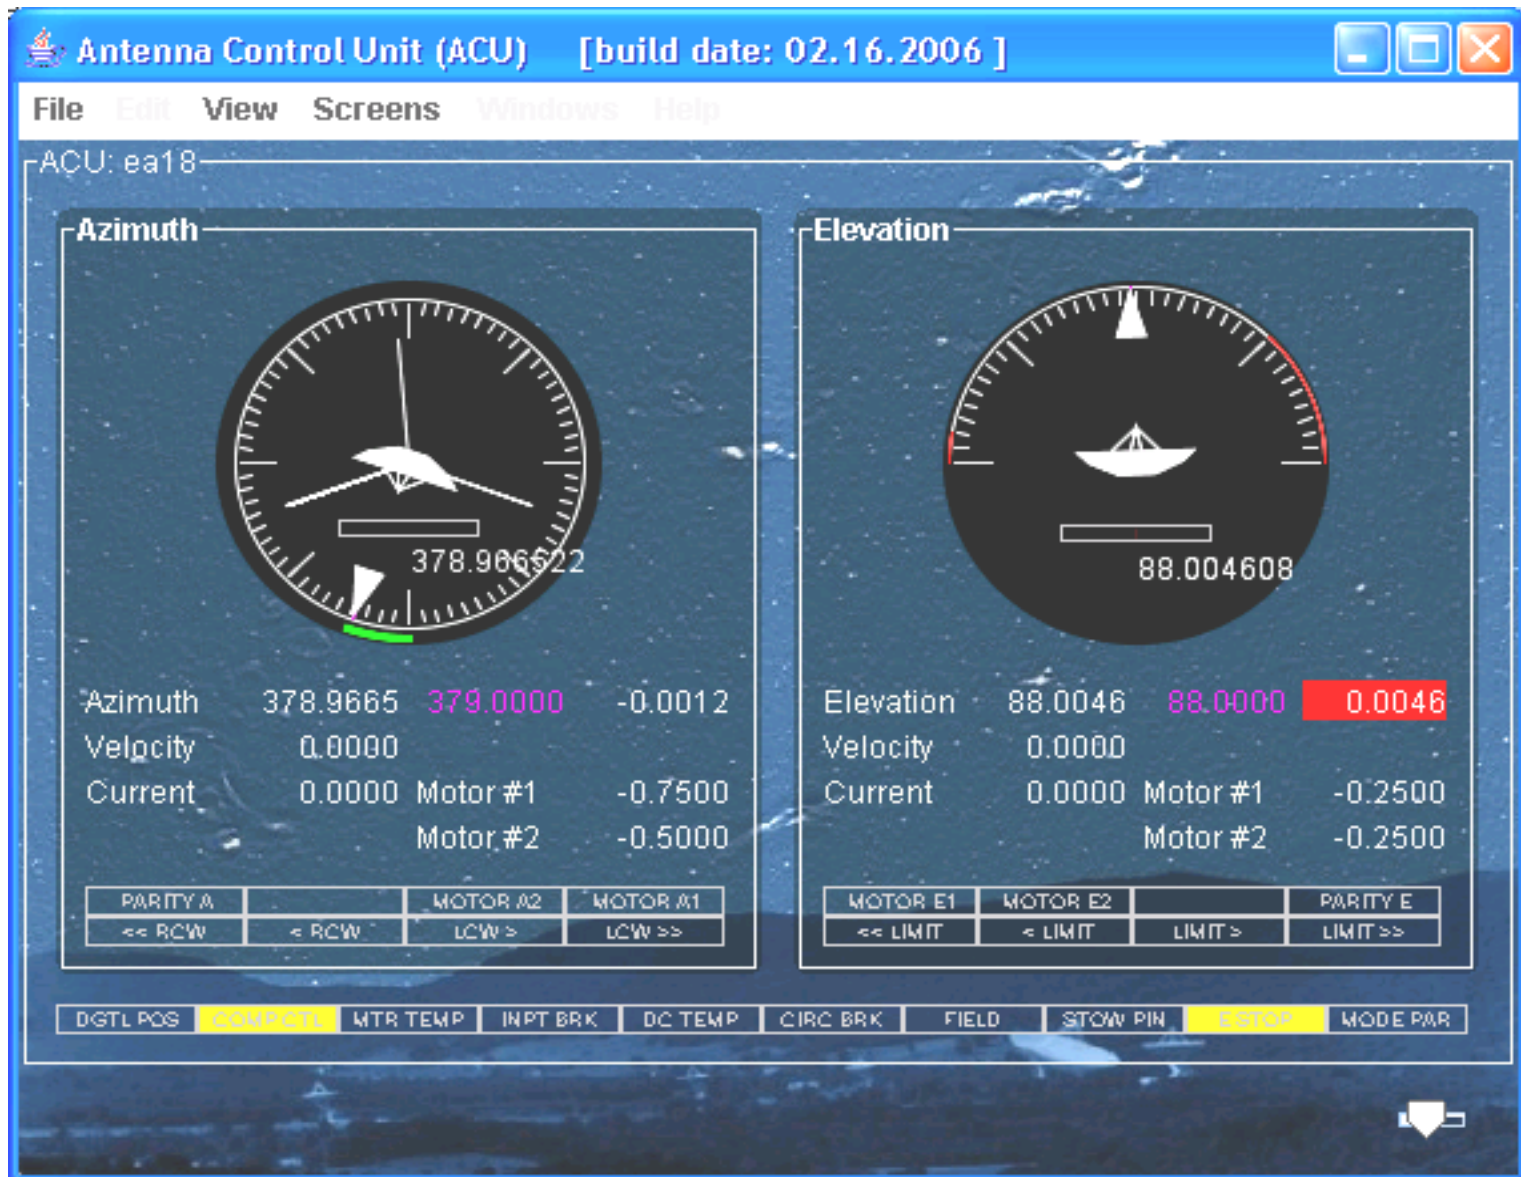 Antenna Control Unit (ACU) [build date: 02.16.2006 ]
File Edit View Screens Windows Help
ACU: ea18
Azimuth
378.966522
Azimuth 378.9665 379.0000 -0.0012
Velocity 0.0000
Current 0.0000 Motor #1 -0.7500
Motor #2 -0.5000
PARITY A MOTOR A2 MOTOR A1
<< RCW < RCW LCW > LCW >>
Elevation
88.004608
Elevation 88.0046 88.0000 0.0046
Velocity 0.0000
Current 0.0000 Motor #1 -0.2500
Motor #2 -0.2500
MOTOR E1 MOTOR E2 PARITY E
<< LIMIT < LIMIT LIMIT > LIMIT >>
DGTL POS COMP CTL MTR TEMP INPT BRK DC TEMP CIRC BRK FIELD STOW PIN E STOP MODE PAR